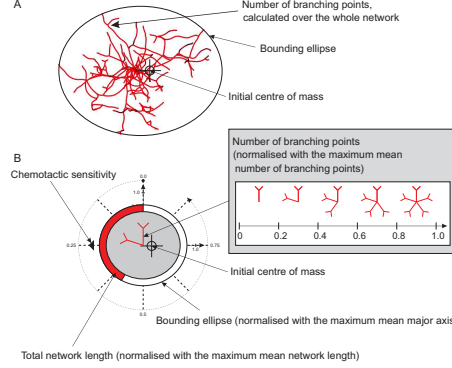 A
Number of branching points,
calculated over the whole network
Bounding ellipse
Initial centre of mass
B
Chemotactic sensitivity
Number of branching points
(normalised with the maximum mean
number of branching points)
0 0.2 0.4 0.6 0.8 1.0
0.0
1.0
0.25
1.0
0.75
0.5
Initial centre of mass
Bounding ellipse (normalised with the maximum mean major axis
Total network length (normalised with the maximum mean network length)